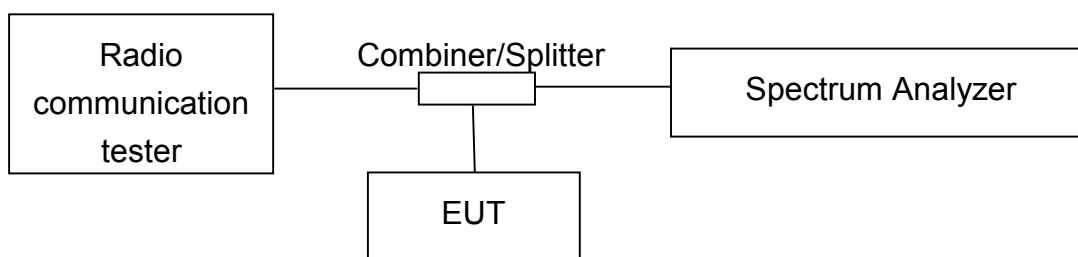 Radio
communication
tester
Combiner/Splitter
Spectrum Analyzer
EUT